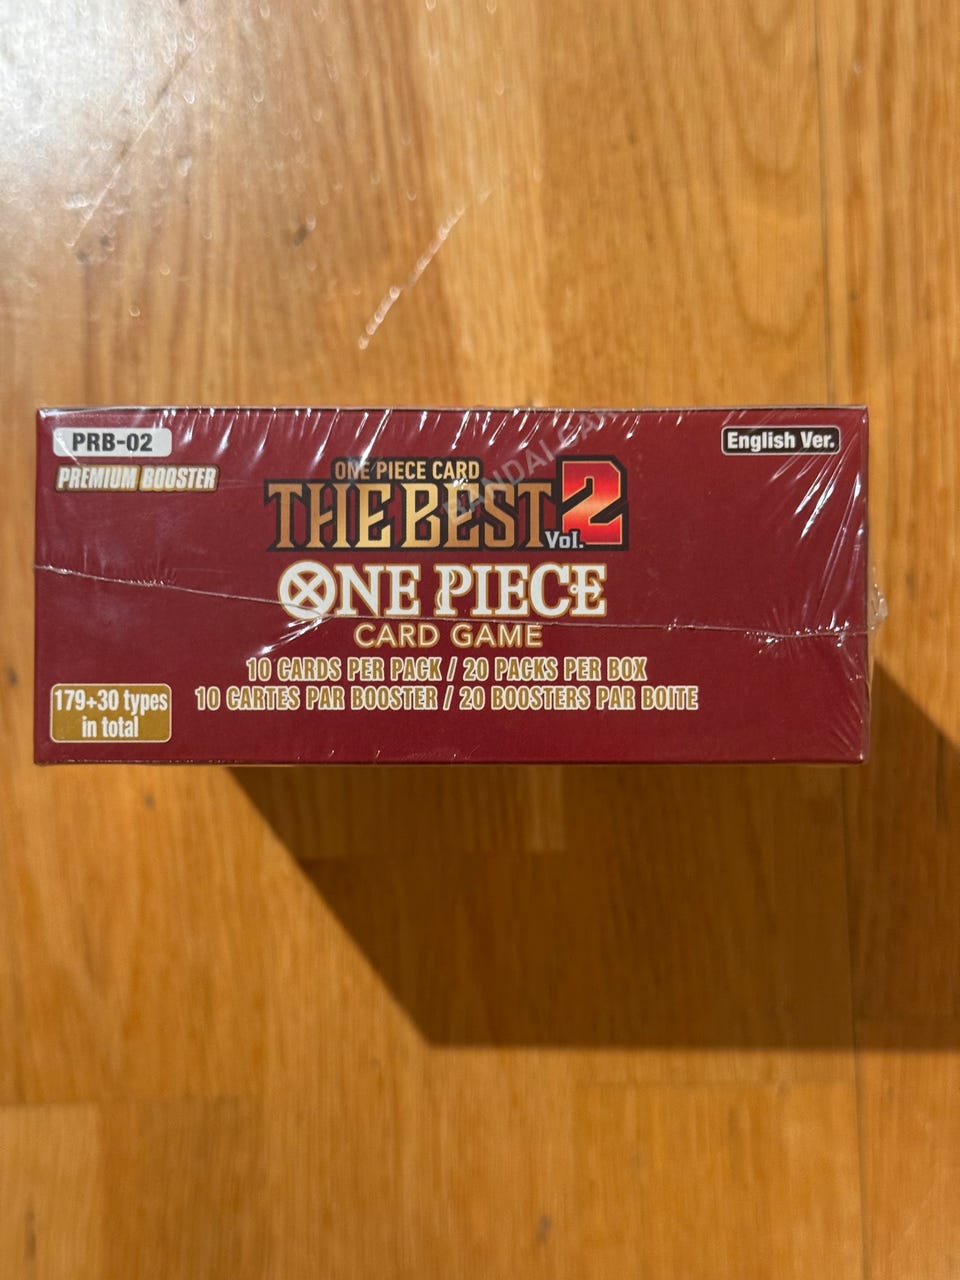 PRB-02
English Ver.
PREMIUM BOOSTER
ONE PIECE CARD
THE BEST
Vol. 2
ONE PIECE
CARD GAME
10 CARDS PER PACK / 20 PACKS PER BOX
10 CARTES PAR BOOSTER / 20 BOOSTERS PAR BOITE
179+30 types
in total